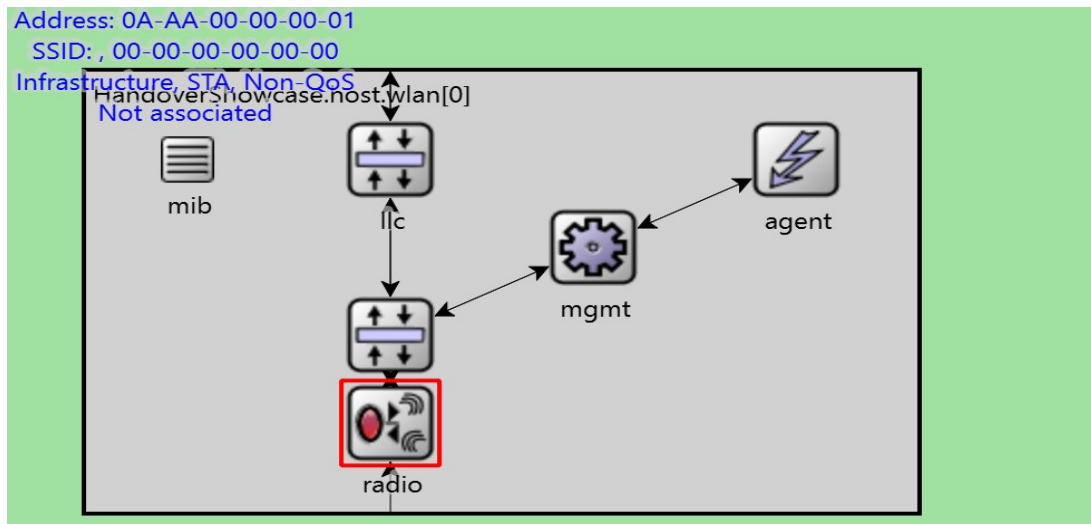 Address: 0A-AA-00-00-00-01
SSID: , 00-00-00-00-00-00
Infrastructure, STA, Non-QoS
HandoverShowcase.host.wlan[0]
Not associated
mib
llc
agent
mgmt
radio